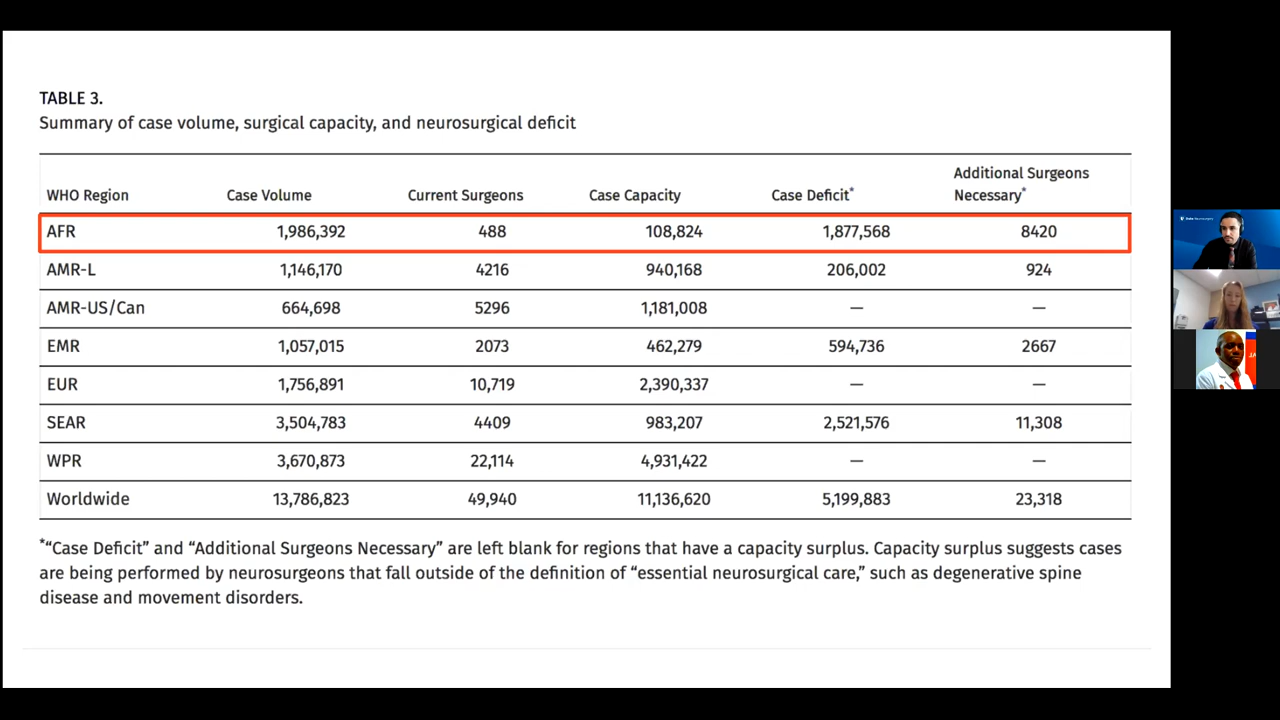 TABLE 3.
Summary of case volume, surgical capacity, and neurosurgical deficit
WHO Region Case Volume Current Surgeons Case Capacity Case Deficit* Additional Surgeons Necessary*
AFR 1,986,392 488 108,824 1,877,568 8420
AMR-L 1,146,170 4216 940,168 206,002 924
AMR-US/Can 664,698 5296 1,181,008 — —
EMR 1,057,015 2073 462,279 594,736 2667
EUR 1,756,891 10,719 2,390,337 — —
SEAR 3,504,783 4409 983,207 2,521,576 11,308
WPR 3,670,873 22,114 4,931,422 — —
Worldwide 13,786,823 49,940 11,136,620 5,199,883 23,318
*“Case Deficit” and “Additional Surgeons Necessary” are left blank for regions that have a capacity surplus. Capacity surplus suggests cases
are being performed by neurosurgeons that fall outside of the definition of “essential neurosurgical care,” such as degenerative spine
disease and movement disorders.